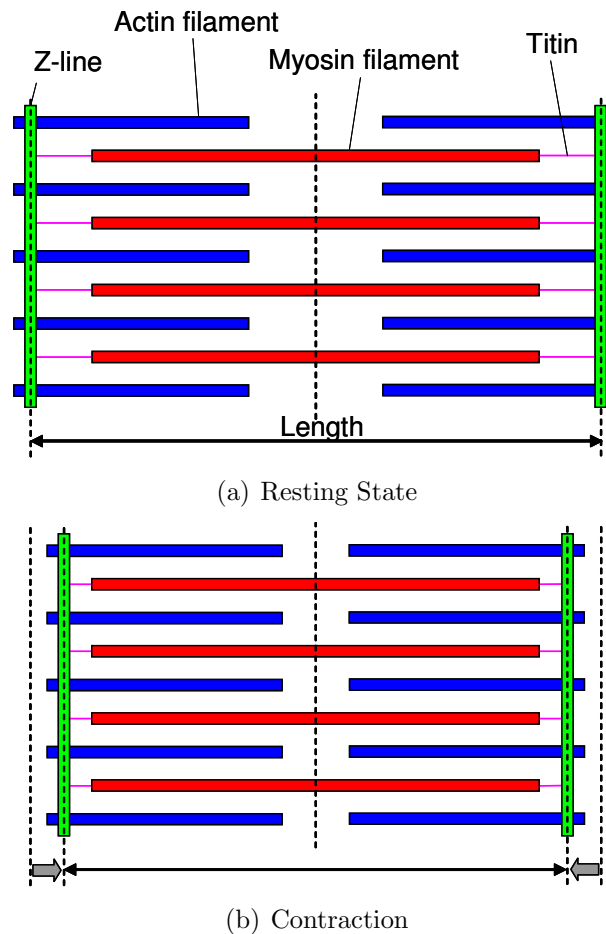 Actin filament
Z-line
Myosin filament
Titin
Length
(a) Resting State
(b) Contraction